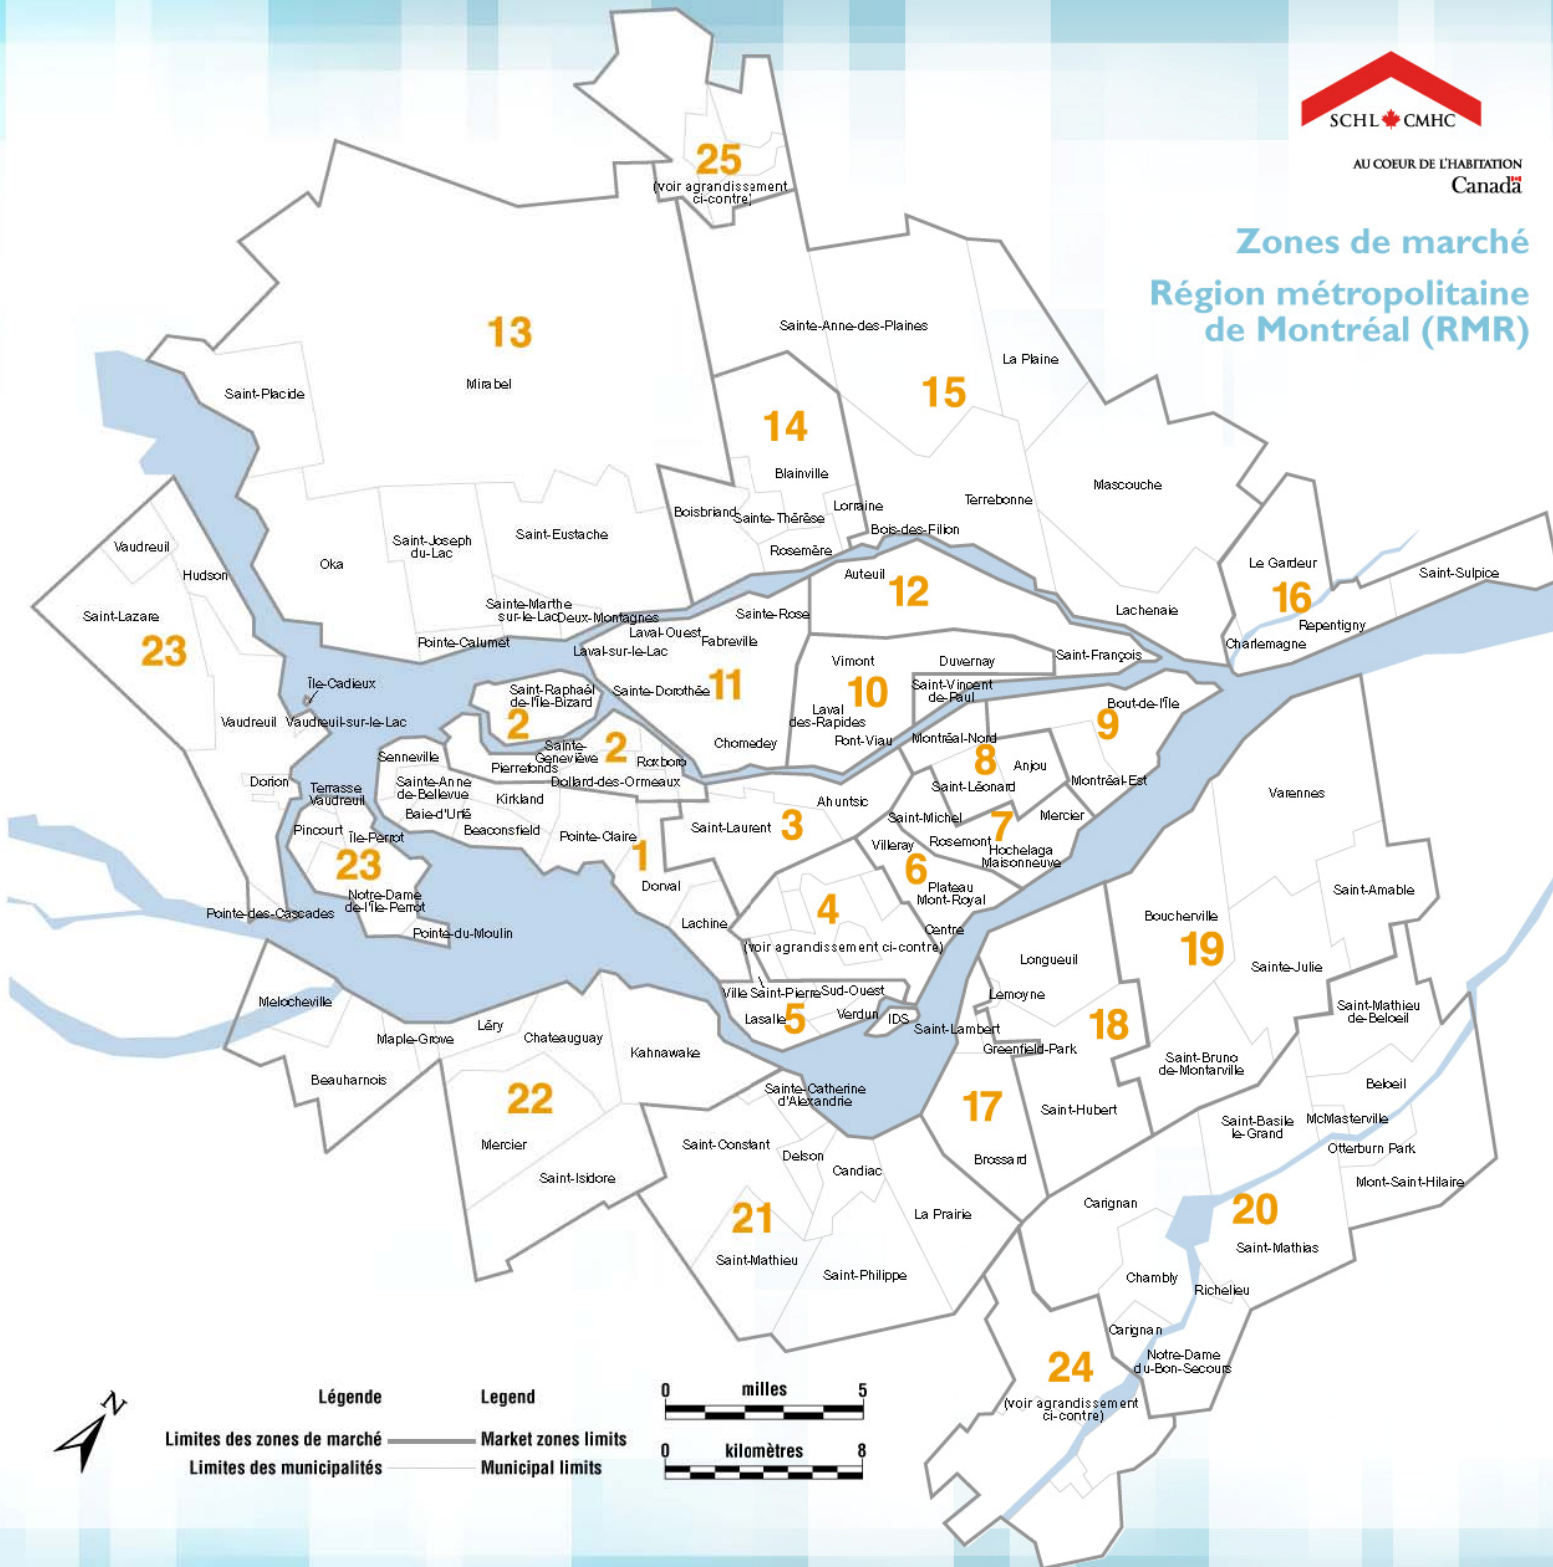 SCHL CMHC
AU COEUR DE L'HABITATION
Canada
Zones de marché
Région métropolitaine
de Montréal (RMR)
25
(voir agrandissement
ci-contre)
13
Mirabel
Saint-Placide
Sainte-Anne-des-Plaines
La Plaine
15
14
Blainville
Mascouche
Terrebonne
Lorraine
Boisbriand
Sainte-Thérèse
Bois-des-Filion
Rosemère
Saint-Eustache
Saint-Joseph
du-Lac
Oka
Vaudreuil
Hudson
Saint-Lazare
23
Le Gardeur
16
Saint-Sulpice
Repentigny
Charlemagne
Lachenaie
Auteuil
12
Sainte-Rose
Sainte-Marthe
sur-le-Lac
Deux-Montagnes
Pointe-Calumet
Laval-Ouest
Fabreville
Laval-sur-le-Lac
Saint-François
Vimont
Duvernay
Île-Cadieux
Saint-Raphaël
de-l'Île-Bizard
2
Sainte-Dorothée
11
10
Saint-Vincent
de-Paul
Laval
des-Rapides
Pont-Viau
Bout-de-l'Île
9
Vaudreuil
Vaudreuil-sur-le-Lac
Senneville
Sainte-
Geneviève
2
Roxboro
Pierrefonds
Dollard-des-Ormeaux
Chomedey
Montréal-Nord
8
Anjou
Saint-Léonard
Montréal-Est
Dorion
Terrasse
Vaudreuil
Sainte-Anne
de-Bellevue
Kirkland
Baie-d'Urfé
Beaconsfield
Pointe-Claire
1
Dorval
Lachine
Ahuntsic
Saint-Laurent
3
Saint-Michel
7
Mercier
Villeray
Rosemont
Hochelaga
Maisonneuve
6
Plateau
Mont-Royal
Varennes
Pincourt
Île-Perrot
23
Notre-Dame
de-l'Île-Perrot
Pointe-des-Cascades
Pointe-du-Moulin
4
(voir agrandissement ci-contre)
Centre
Saint-Amable
Boucherville
19
Sainte-Julie
Longueuil
Lemoyne
18
Ville Saint-Pierre
Sud-Ouest
Lasalle
5
Verdun
IDS
Saint-Lambert
Greenfield-Park
Saint-Mathieu
de-Beloeil
Saint-Bruno
de-Montarville
Beloeil
Melocheville
Maple-Grove
Léry
Chateauguay
Kahnawake
Beauharnois
22
Mercier
Saint-Isidore
Sainte-Catherine
d'Alexandrie
17
Saint-Hubert
Brossard
Saint-Basile
le-Grand
McMasterville
Otterburn Park
Mont-Saint-Hilaire
Saint-Constant
Delson
Candiac
La Prairie
21
Saint-Mathieu
Saint-Philippe
Carignan
20
Saint-Mathias
Chambly
Richelieu
Carignan
Notre-Dame
du-Bon-Secours
24
(voir agrandissement
ci-contre)
N
Légende
Legend
Limites des zones de marché
Market zones limits
Limites des municipalités
Municipal limits
0 milles 5
0 kilomètres 8